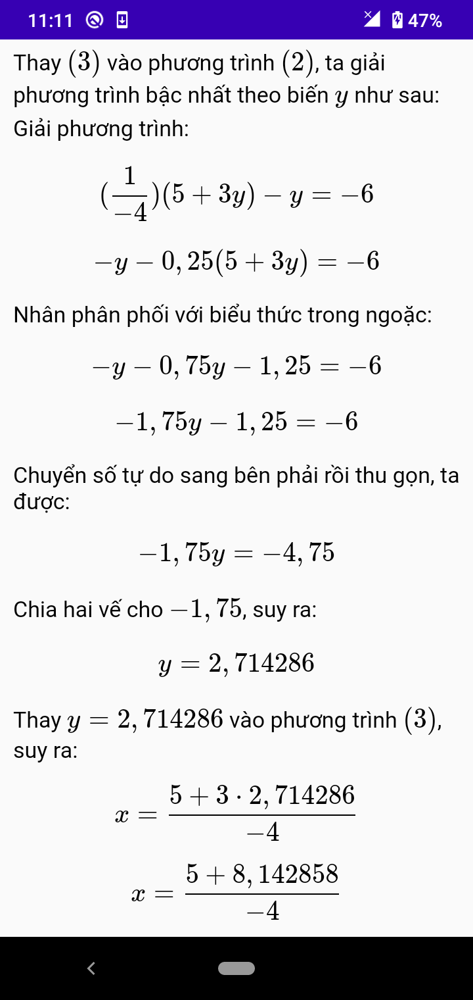 11:11 47%
Thay (3) vào phương trình (2), ta giải
phương trình bậc nhất theo biến y như sau:
Giải phương trình:
(1/−4)(5 + 3y) − y = −6
−y − 0, 25(5 + 3y) = −6
Nhân phân phối với biểu thức trong ngoặc:
−y − 0, 75y − 1, 25 = −6
−1, 75y − 1, 25 = −6
Chuyển số tự do sang bên phải rồi thu gọn, ta
được:
−1, 75y = −4, 75
Chia hai vế cho −1, 75, suy ra:
y = 2, 714286
Thay y = 2, 714286 vào phương trình (3),
suy ra:
x = (5 + 3 · 2, 714286)/−4
x = (5 + 8, 142858)/−4